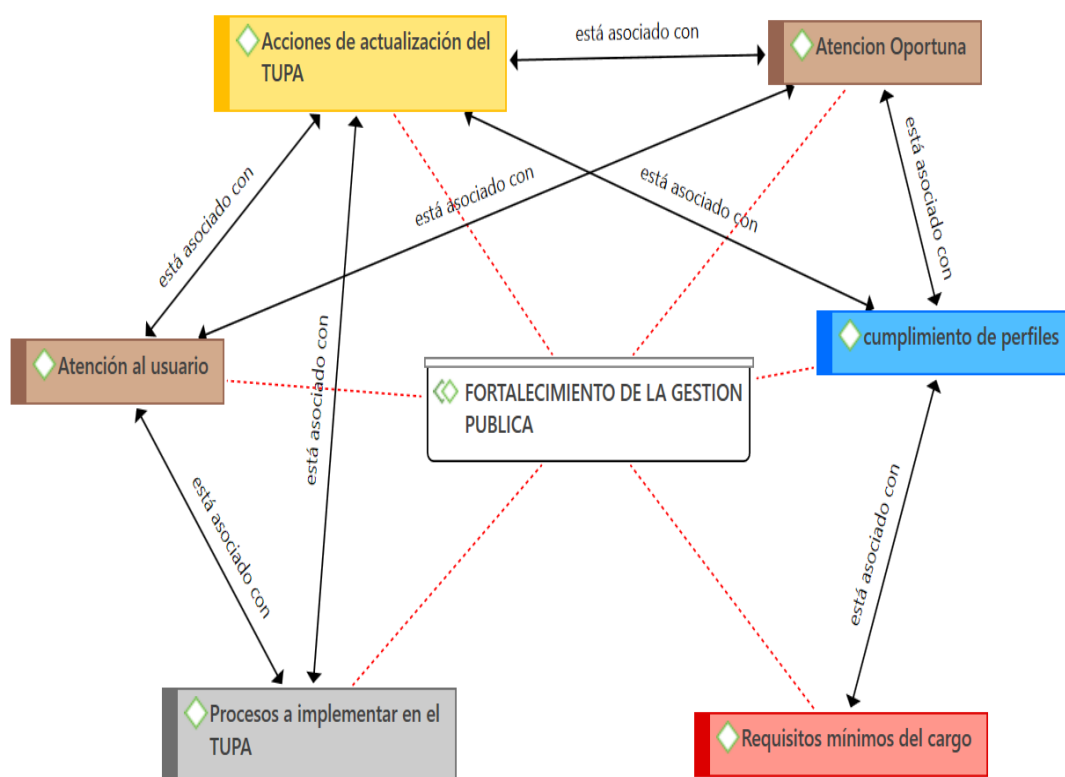 Acciones de actualización del
TUPA
está asociado con
Atencion Oportuna
está asociado con
está asociado con
está asociado con
está asociado con
está asociado con
Atención al usuario
FORTALECIMIENTO DE LA GESTION
PUBLICA
cumplimiento de perfiles
está asociado con
está asociado con
Procesos a implementar en el
TUPA
Requisitos mínimos del cargo